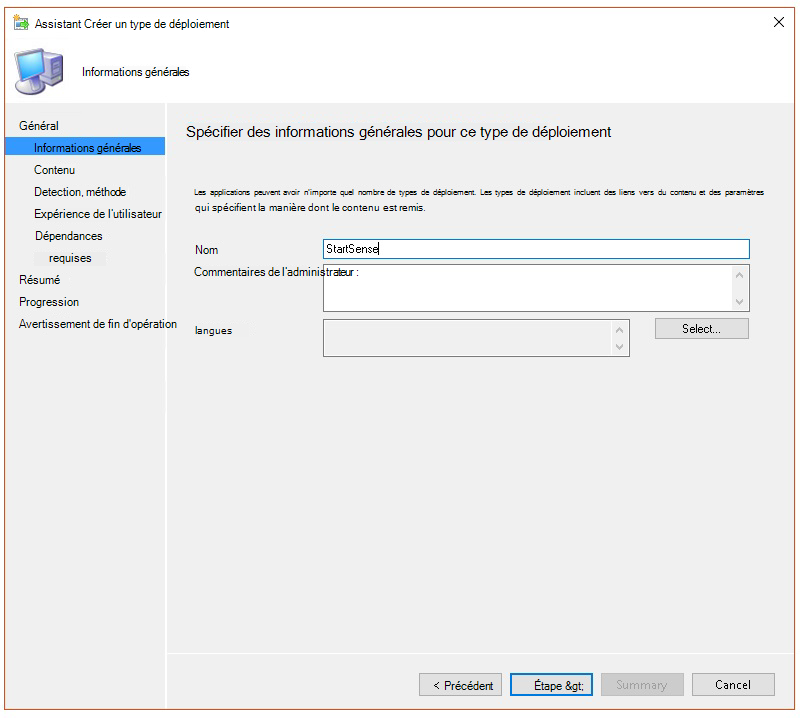 Assistant Créer un type de déploiement
Informations générales
Général
Informations générales
Contenu
Detection, méthode
Expérience de l'utilisateur
Dépendances
requises
Résumé
Progression
Avertissement de fin d'opération
Spécifier des informations générales pour ce type de déploiement
Les applications peuvent avoir n'importe quel nombre de types de déploiement. Les types de déploiement incluent des liens vers du contenu et des paramètres
qui spécifient la manière dont le contenu est remis.
Nom
StartSense
Commentaires de l'administrateur :
langues
Select...
< Précédent
Étape &gt;
Summary
Cancel